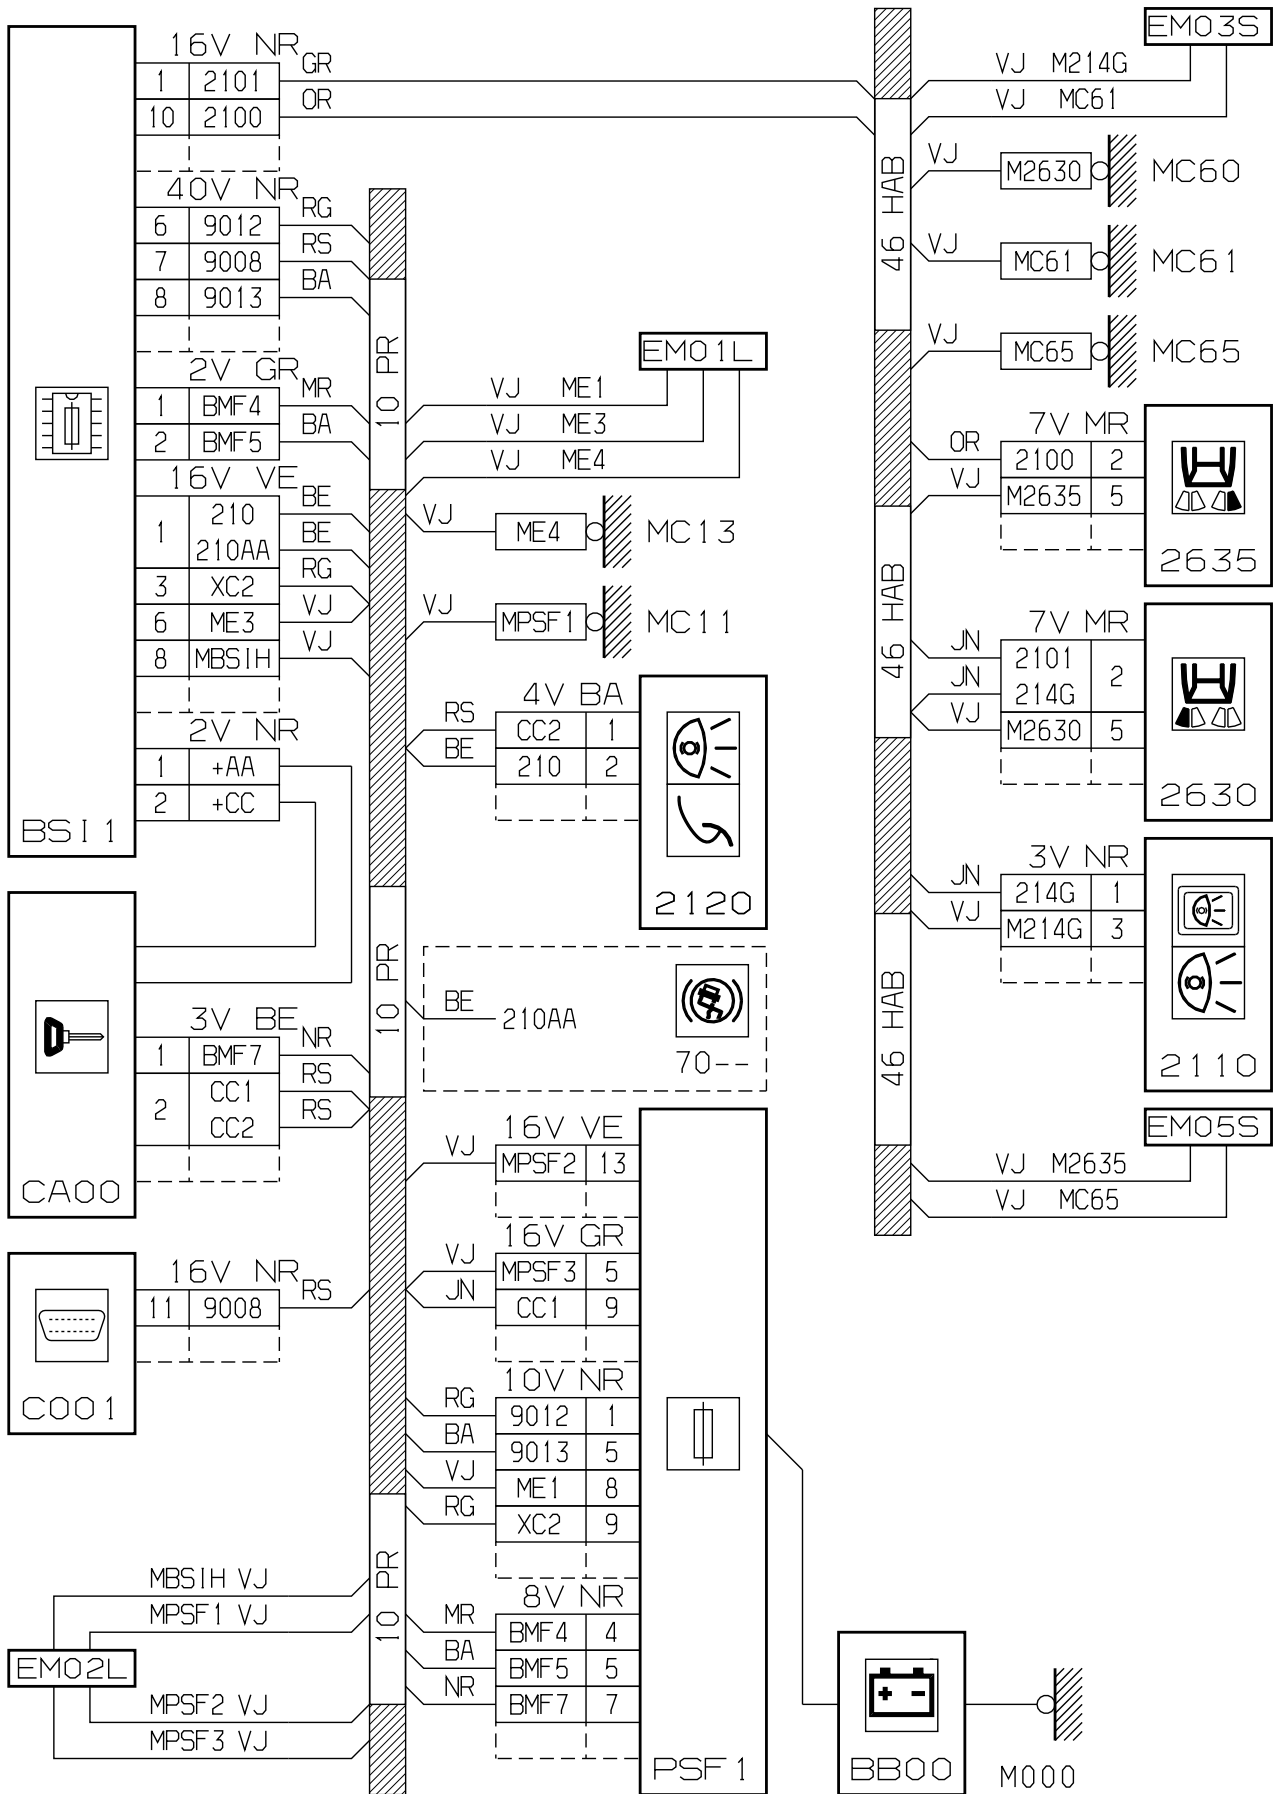 16V NR
1 2101 GR
10 2100 OR
40V NR
6 9012 RG
7 9008 RS
8 9013 BA
2V GR
1 BMF4 MR
2 BMF5 BA
16V VE
1 210 BE
210AA BE
3 XC2 RG
6 ME3 VJ
8 MBSIH VJ
2V NR
1 +AA
2 +CC
BSI1
3V BE
1 BMF7 NR
2 CC1 RS
CC2 RS
CA00
16V NR
11 9008 RS
C001
MBSIH VJ
MPSF1 VJ
EM02L
MPSF2 VJ
MPSF3 VJ
10 PR
10 PR
10 PR
EM01L
VJ ME1
VJ ME3
VJ ME4
VJ ME4 MC13
VJ MPSF1 MC11
4V BA
RS CC2 1
BE 210 2
2120
BE 210AA
70--
16V VE
VJ MPSF2 13
16V GR
VJ MPSF3 5
JN CC1 9
10V NR
RG 9012 1
BA 9013 5
VJ ME1 8
RG XC2 9
8V NR
MR BMF4 4
BA BMF5 5
NR BMF7 7
PSF1
BB00
M000
46 HAB
46 HAB
46 HAB
EM03S
VJ M214G
VJ MC61
VJ M2630 MC60
VJ MC61 MC61
VJ MC65 MC65
7V MR
OR 2100 2
VJ M2635 5
2635
7V MR
JN 2101 2
JN 214G
VJ M2630 5
2630
3V NR
JN 214G 1
VJ M214G 3
2110
EM05S
VJ M2635
VJ MC65